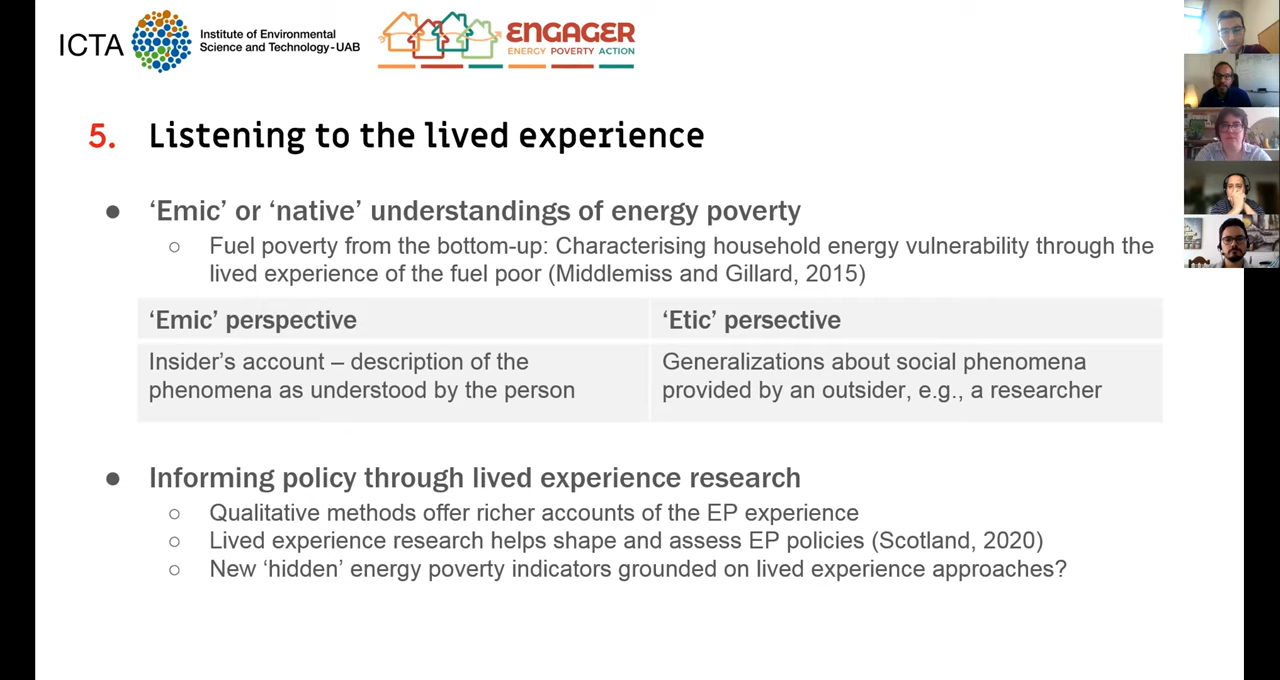 ICTA
Institute of Environmental
Science and Technology-UAB
ENGAGER
ENERGY POVERTY ACTION
5. Listening to the lived experience
● ‘Emic’ or ‘native’ understandings of energy poverty
○ Fuel poverty from the bottom-up: Characterising household energy vulnerability through the
lived experience of the fuel poor (Middlemiss and Gillard, 2015)
‘Emic’ perspective
‘Etic’ persective
Insider’s account – description of the
phenomena as understood by the person
Generalizations about social phenomena
provided by an outsider, e.g., a researcher
● Informing policy through lived experience research
○ Qualitative methods offer richer accounts of the EP experience
○ Lived experience research helps shape and assess EP policies (Scotland, 2020)
○ New ‘hidden’ energy poverty indicators grounded on lived experience approaches?